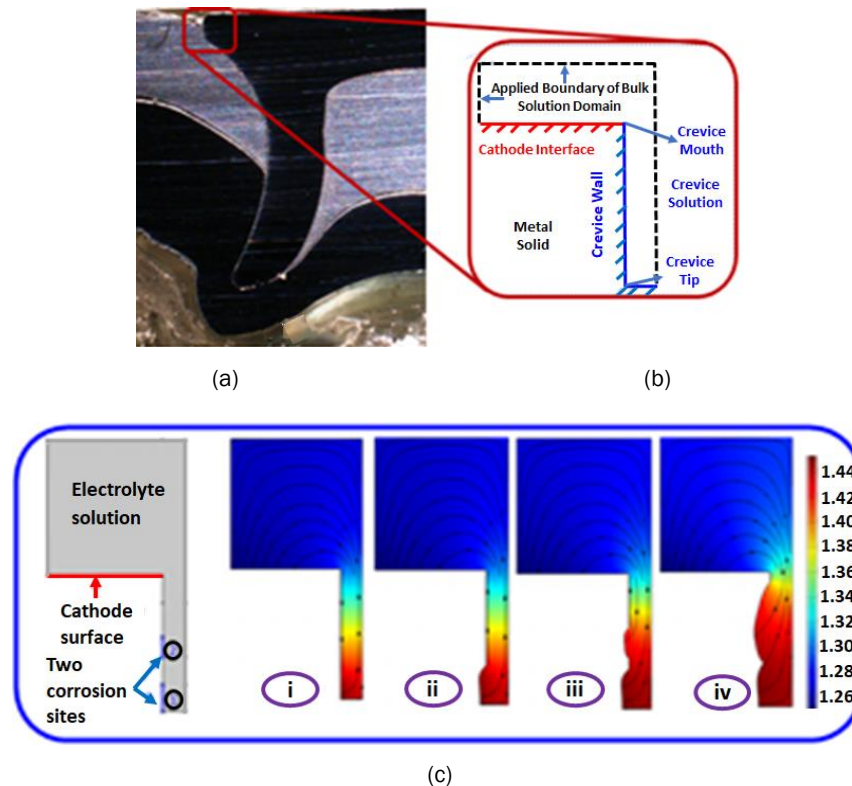 Applied Boundary of Bulk
Solution Domain
Cathode Interface
Crevice
Mouth
Crevice Wall
Crevice
Solution
Metal
Solid
Crevice
Tip
(a)
(b)
Electrolyte
solution
Cathode
surface
Two
corrosion
sites
i
ii
iii
iv
1.44
1.42
1.40
1.38
1.36
1.34
1.32
1.30
1.28
1.26
(c)